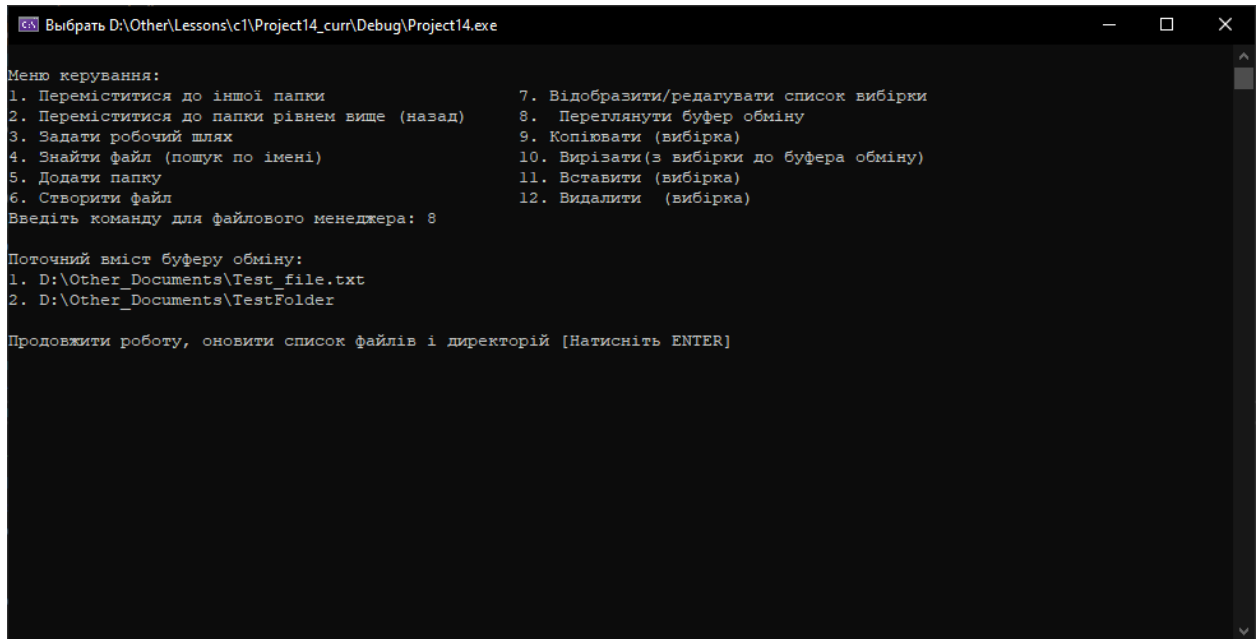 Выбрать D:\Other\Lessons\c1\Project14_curr\Debug\Project14.exe
Меню керування:
1. Переміститися до іншої папки 7. Відобразити/редагувати список вибірки
2. Переміститися до папки рівнем вище (назад) 8. Переглянути буфер обміну
3. Задати робочий шлях 9. Копіювати (вибірка)
4. Знайти файл (пошук по імені) 10. Вирізати(з вибірки до буфера обміну)
5. Додати папку 11. Вставити (вибірка)
6. Створити файл 12. Видалити (вибірка)
Введіть команду для файлового менеджера: 8
Поточний вміст буферу обміну:
1. D:\Other_Documents\Test_file.txt
2. D:\Other_Documents\TestFolder
Продовжити роботу, оновити список файлів і директорій [Натисніть ENTER]